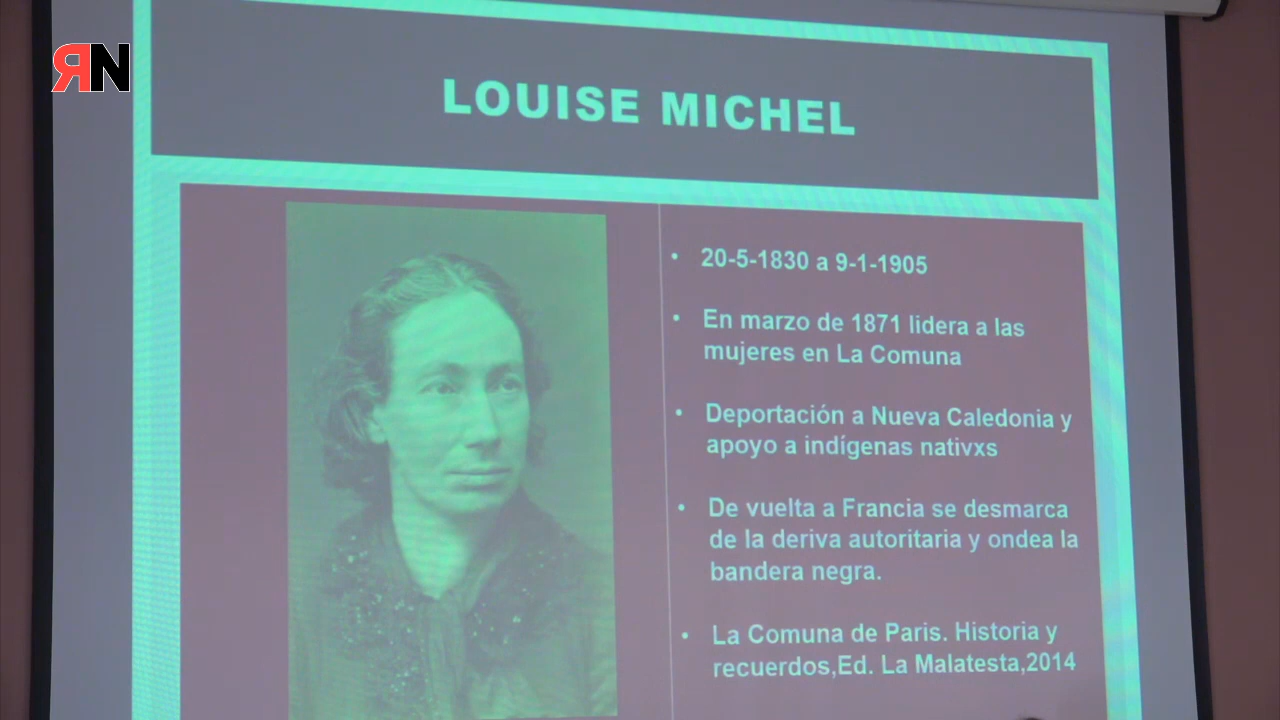 ЯN
LOUISE MICHEL
• 20-5-1830 a 9-1-1905
• En marzo de 1871 lidera a las
mujeres en La Comuna
• Deportación a Nueva Caledonia y
apoyo a indígenas nativxs
• De vuelta a Francia se desmarca
de la deriva autoritaria y ondea la
bandera negra.
• La Comuna de Paris. Historia y
recuerdos,Ed. La Malatesta,2014